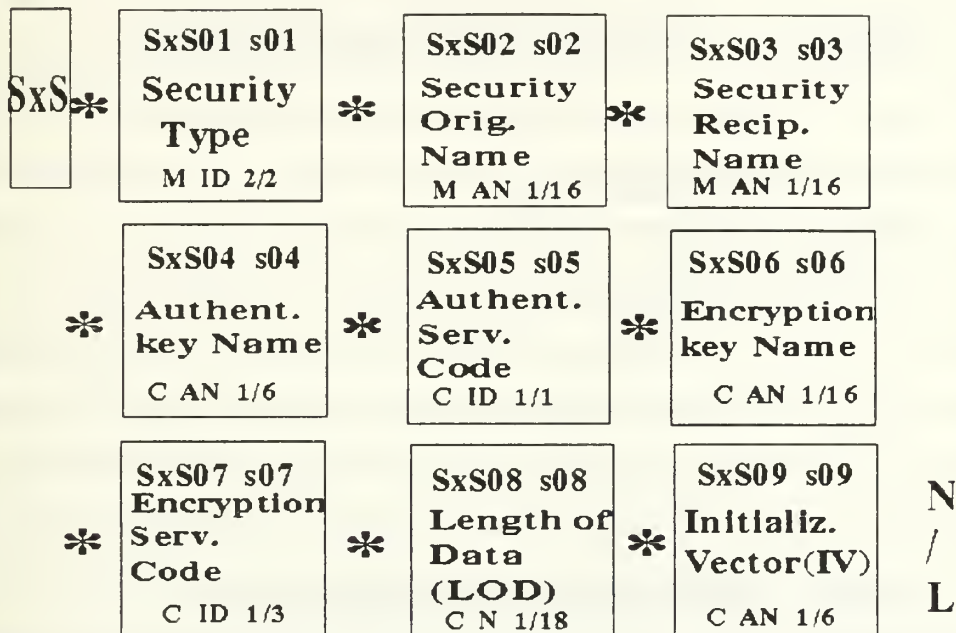 SxS
*
SxS01 s01
Security
Type
M ID 2/2
*
SxS02 s02
Security
Orig.
Name
M AN 1/16
*
SxS03 s03
Security
Recip.
Name
M AN 1/16
*
SxS04 s04
Authent.
key Name
C AN 1/6
*
SxS05 s05
Authent.
Serv.
Code
C ID 1/1
*
SxS06 s06
Encryption
key Name
C AN 1/16
*
SxS07 s07
Encryption
Serv.
Code
C ID 1/3
*
SxS08 s08
Length of
Data
(LOD)
C N 1/18
*
SxS09 s09
Initializ.
Vector(IV)
C AN 1/6
N
/
L